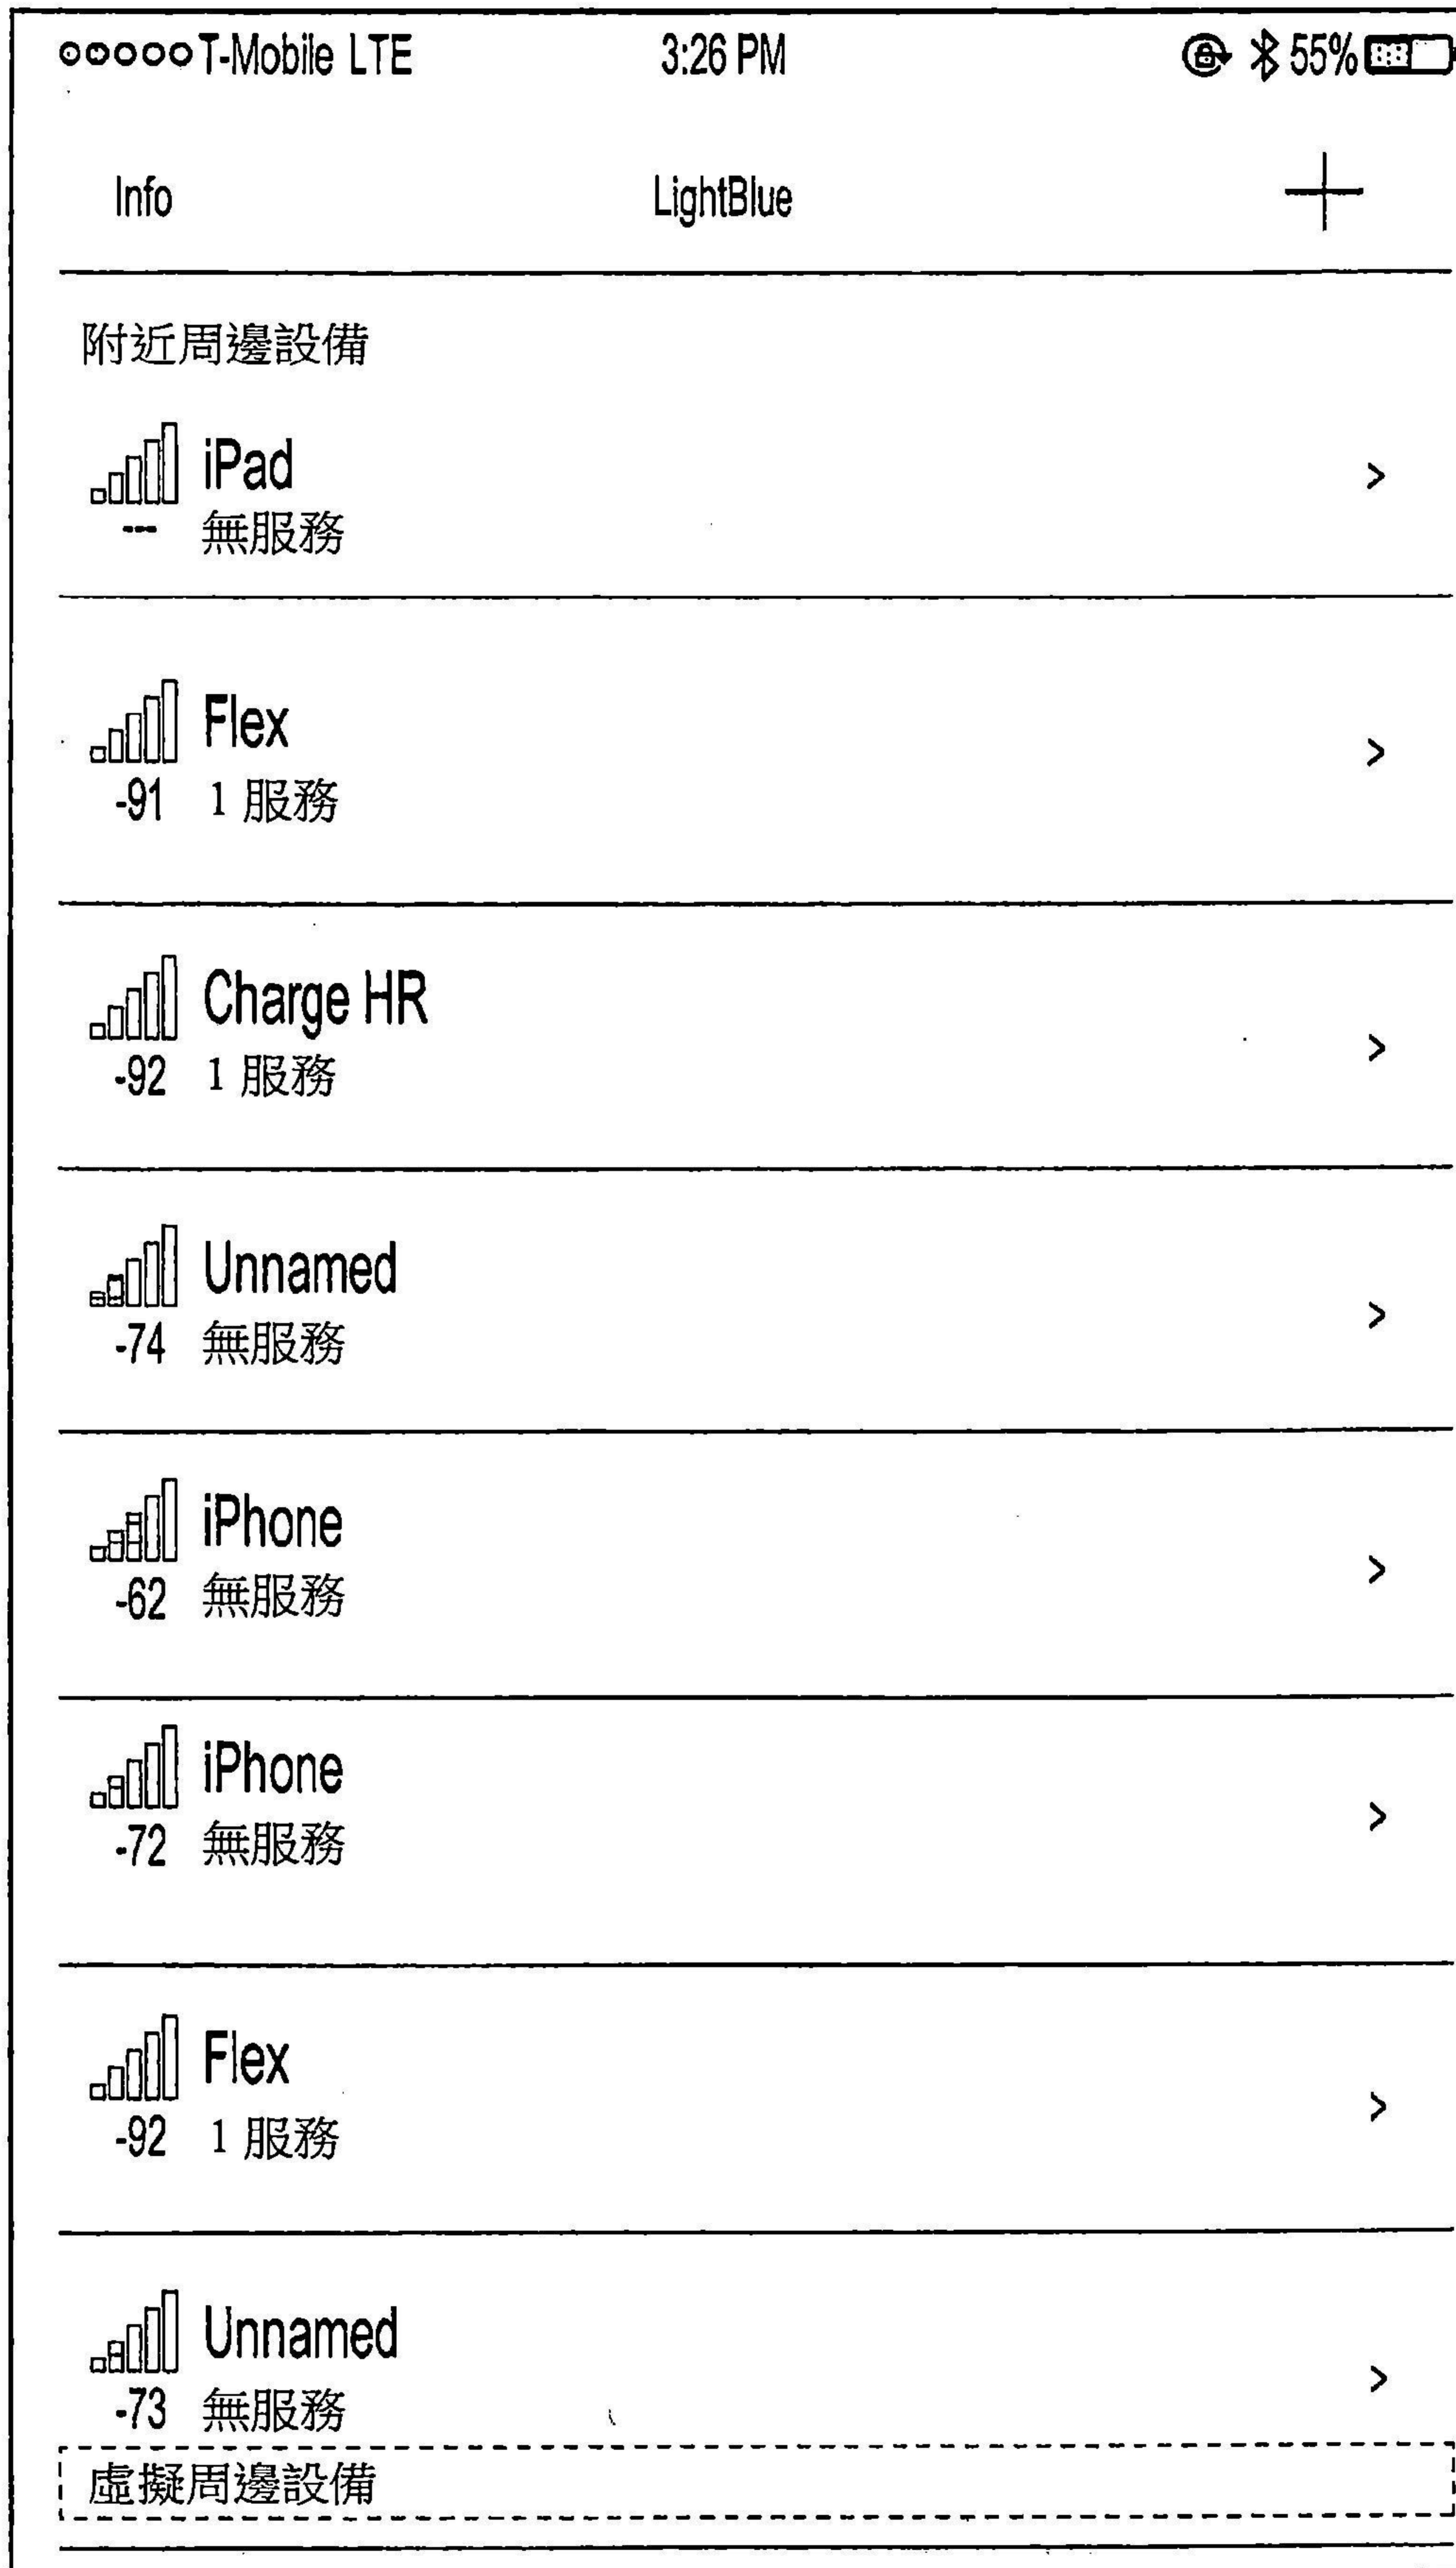 T-Mobile LTE 3:26 PM 55%
Info LightBlue +
附近周邊設備
iPad >
--- 無服務
Flex >
-91 1 服務
Charge HR >
-92 1 服務
Unnamed >
-74 無服務
iPhone >
-62 無服務
iPhone >
-72 無服務
Flex >
-92 1 服務
Unnamed >
-73 無服務
虛擬周邊設備